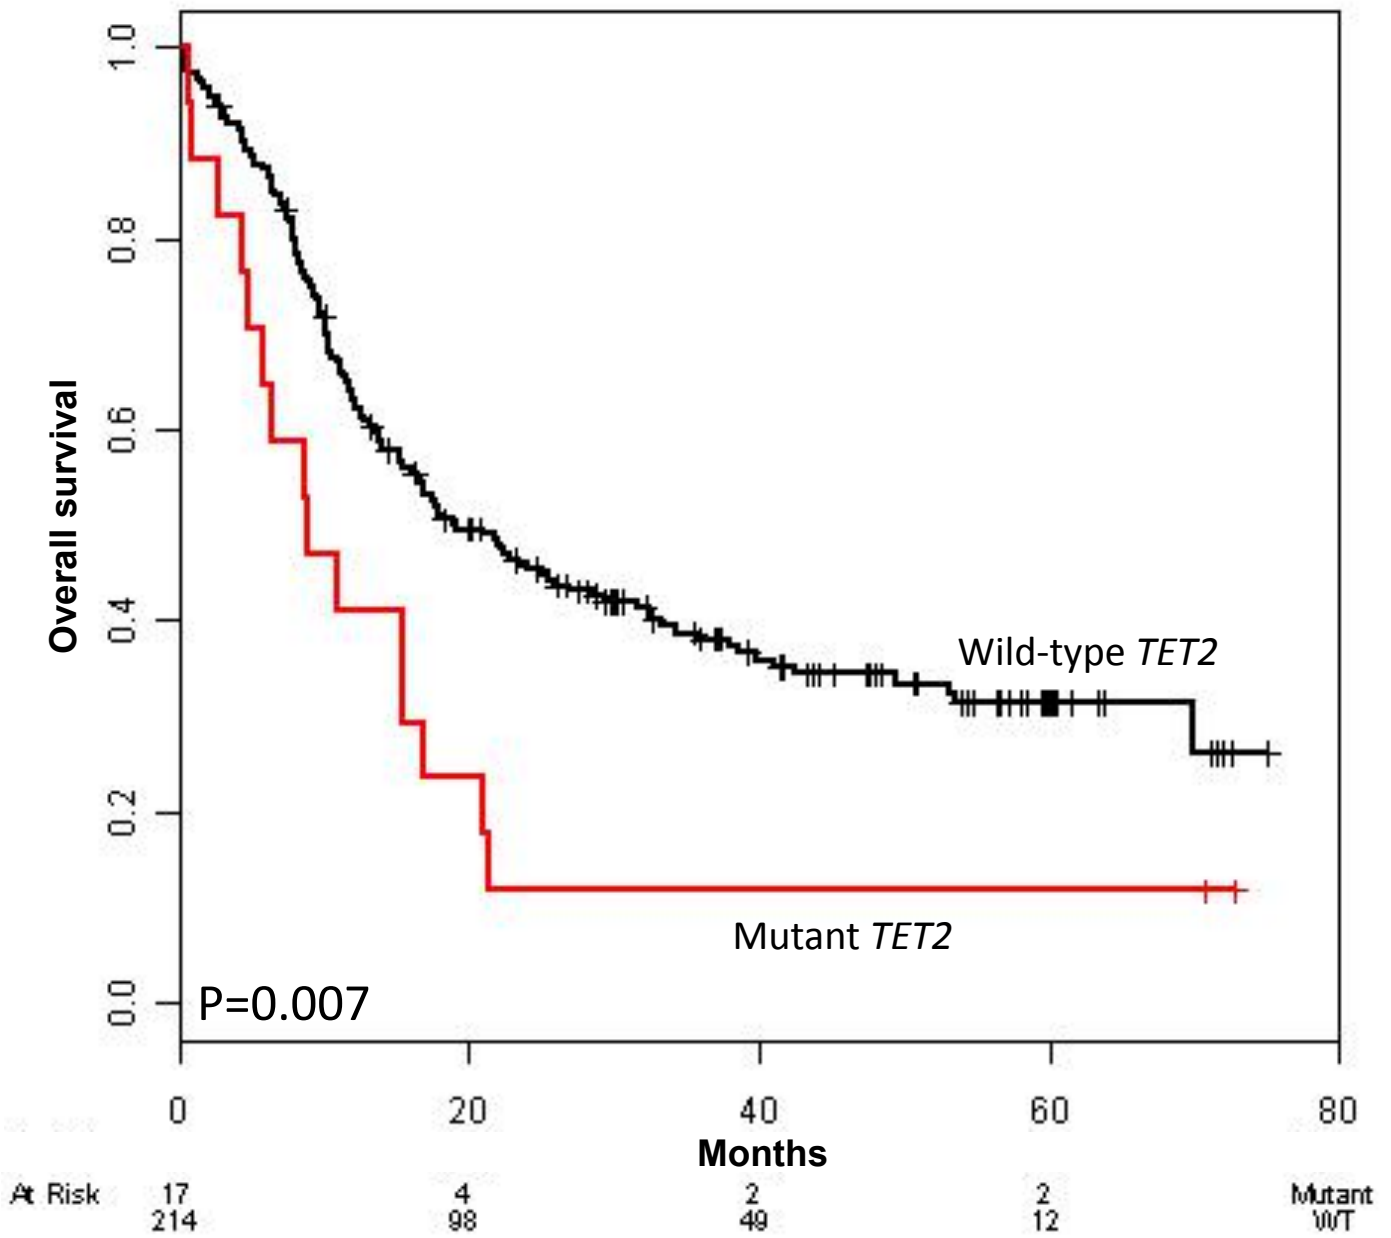 1.0
0.8
0.6
0.4
0.2
0.0
Overall survival
Wild-type TET2
Mutant TET2
P=0.007
0 20 40 60 80
Months
At Risk 17 4 2 2 Mutant
214 98 49 12 WT